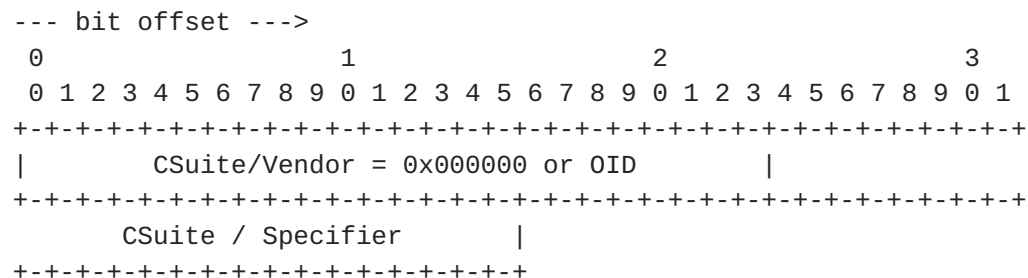 --- bit offset --->
 0                   1                   2                   3
 0 1 2 3 4 5 6 7 8 9 0 1 2 3 4 5 6 7 8 9 0 1 2 3 4 5 6 7 8 9 0 1
+-+-+-+-+-+-+-+-+-+-+-+-+-+-+-+-+-+-+-+-+-+-+-+-+-+-+-+-+-+-+-+-+
|        CSuite/Vendor = 0x000000 or OID        |
+-+-+-+-+-+-+-+-+-+-+-+-+-+-+-+-+-+-+-+-+-+-+-+-+-+-+-+-+-+-+-+-+
       CSuite / Specifier       |
+-+-+-+-+-+-+-+-+-+-+-+-+-+-+-+-+